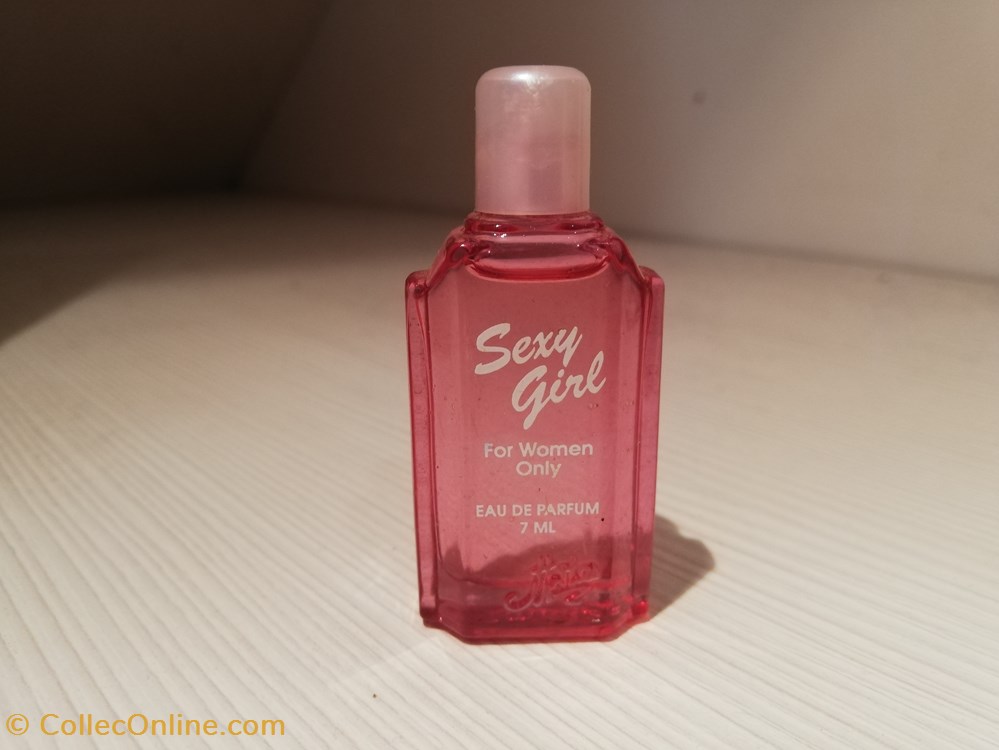 Sexy
Girl
For Women
Only
EAU DE PARFUM
7 ML
© CollecOnline.com